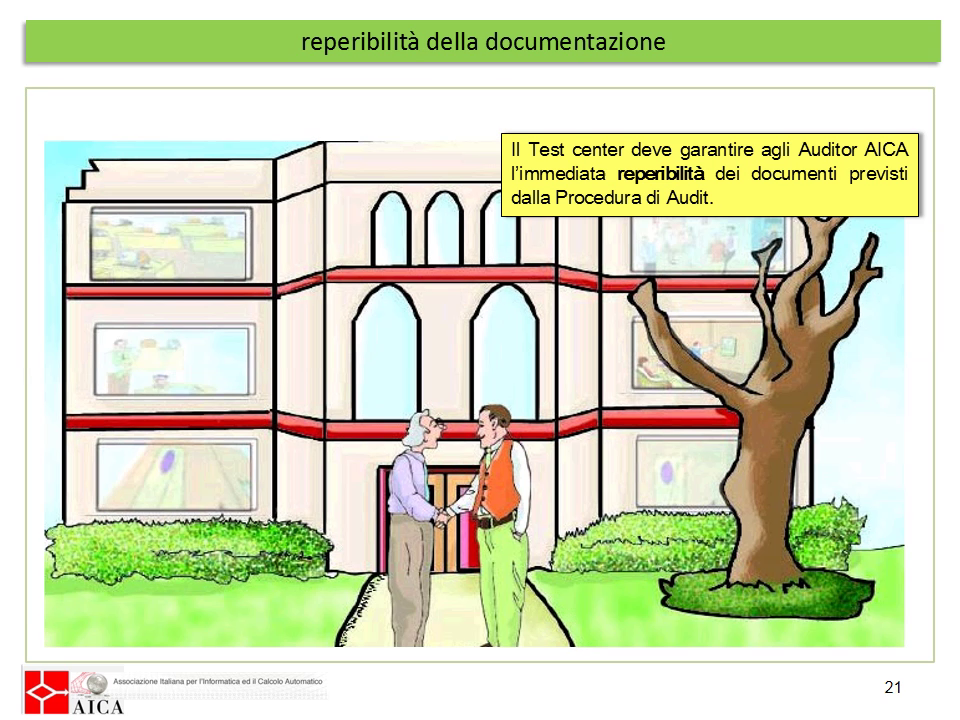 reperibilità della documentazione
Il Test center deve garantire agli Auditor AICA
l'immediata reperibilità dei documenti previsti
dalla Procedura di Audit.
Associazione Italiana per l'Informatica ed il Calcolo Automatico
AICA
21